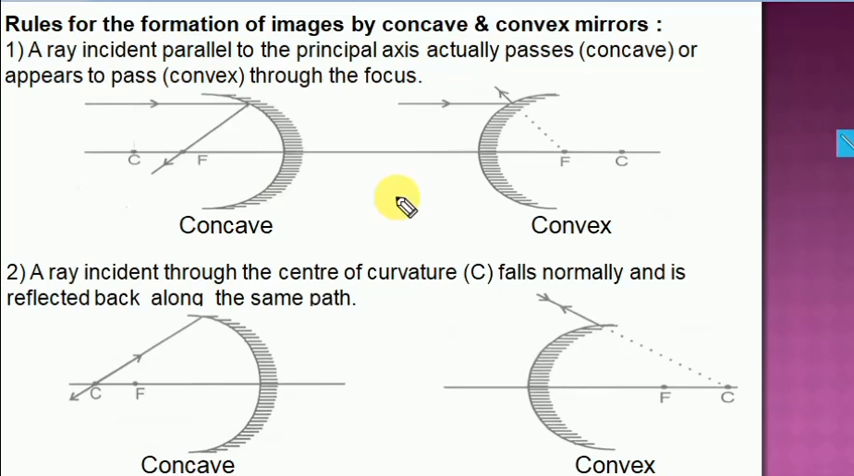 Rules for the formation of images by concave & convex mirrors :
1) A ray incident parallel to the principal axis actually passes (concave) or
appears to pass (convex) through the focus.
C F
F C
Concave Convex
2) A ray incident through the centre of curvature (C) falls normally and is
reflected back along the same path.
C F
F C
Concave Convex